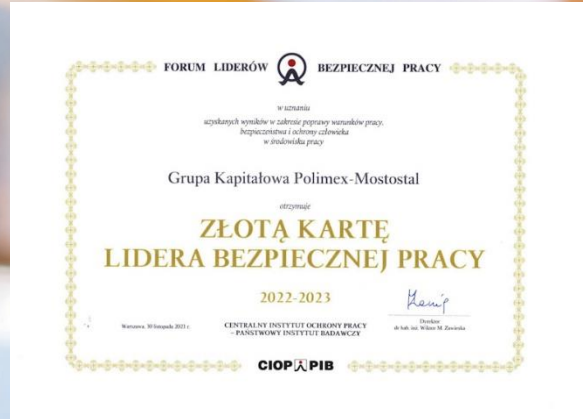 FORUM LIDERÓW BEZPIECZNEJ PRACY
w uznaniu
uzyskanych wyników w zakresie poprawy warunków pracy,
bezpieczeństwa i ochrony człowieka
w środowisku pracy
Grupa Kapitałowa Polimex-Mostostal
otrzymuje
ZŁOTĄ KARTĘ
LIDERA BEZPIECZNEJ PRACY
2022-2023
Warszawa, 30 listopada 2021 r.
CENTRALNY INSTYTUT OCHRONY PRACY
– PAŃSTWOWY INSTYTUT BADAWCZY
Dyrektor
dr hab. inż. Wiktor M. Zawieska
CIOP PIB